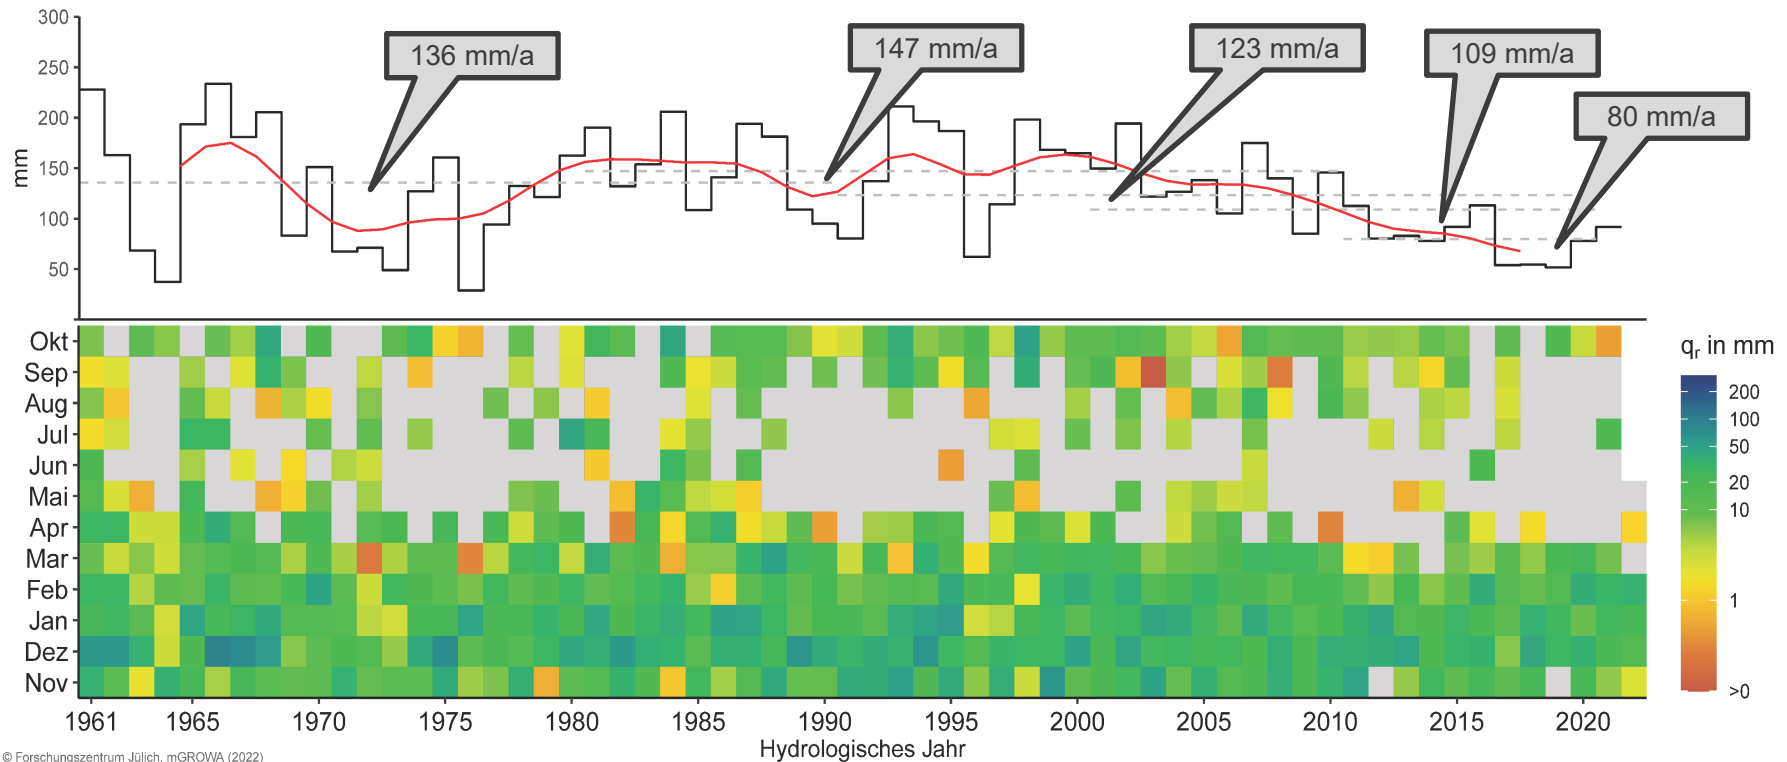 300
250
200
150
100
50
mm
136 mm/a
147 mm/a
123 mm/a
109 mm/a
80 mm/a
Okt
Sep
Aug
Jul
Jun
Mai
Apr
Mar
Feb
Jan
Dez
Nov
1961 1965 1970 1975 1980 1985 1990 1995 2000 2005 2010 2015 2020
Hydrologisches Jahr
qr in mm
200
100
50
20
10
1
>0
© Forschungszentrum Jülich, mGROWA (2022)